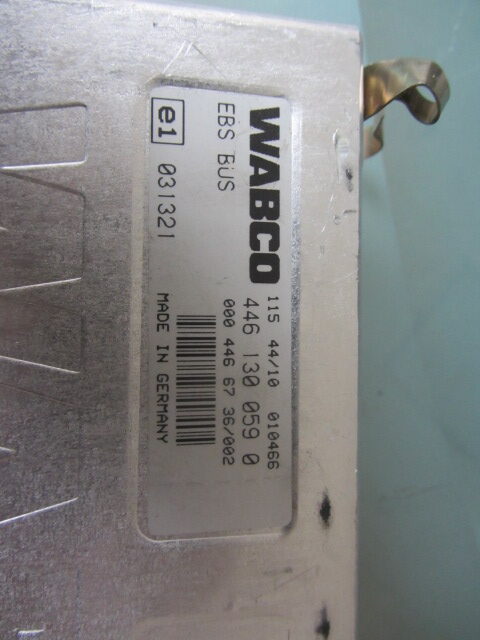 WABCO
EBS BUS
e1 031321
115 44/10 010466
446 130 059 0
000 446 67 36/002
MADE IN GERMANY